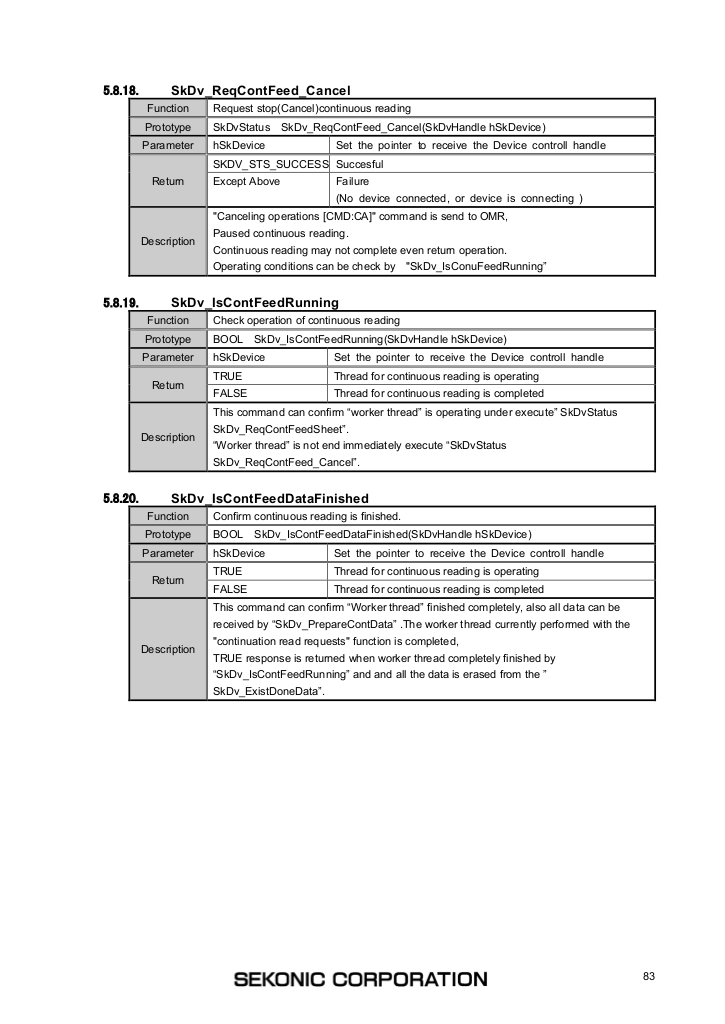 5.8.18. SkDv_ReqContFeed_Cancel
Function Request stop(Cancel)continuous reading
Prototype SkDvStatus SkDv_ReqContFeed_Cancel(SkDvHandle hSkDevice)
Parameter hSkDevice Set the pointer to receive the Device controll handle
Return SKDV_STS_SUCCESS Succesful
Except Above Failure
(No device connected, or device is connecting )
Description "Canceling operations [CMD:CA]" command is send to OMR,
Paused continuous reading.
Continuous reading may not complete even return operation.
Operating conditions can be check by "SkDv_IsConuFeedRunning”
5.8.19. SkDv_IsContFeedRunning
Function Check operation of continuous reading
Prototype BOOL SkDv_IsContFeedRunning(SkDvHandle hSkDevice)
Parameter hSkDevice Set the pointer to receive the Device controll handle
Return TRUE Thread for continuous reading is operating
FALSE Thread for continuous reading is completed
Description This command can confirm “worker thread” is operating under execute” SkDvStatus
SkDv_ReqContFeedSheet”.
“Worker thread” is not end immediately execute “SkDvStatus
SkDv_ReqContFeed_Cancel”.
5.8.20. SkDv_IsContFeedDataFinished
Function Confirm continuous reading is finished.
Prototype BOOL SkDv_IsContFeedDataFinished(SkDvHandle hSkDevice)
Parameter hSkDevice Set the pointer to receive the Device controll handle
Return TRUE Thread for continuous reading is operating
FALSE Thread for continuous reading is completed
Description This command can confirm “Worker thread” finished completely, also all data can be
received by “SkDv_PrepareContData” .The worker thread currently performed with the
"continuation read requests" function is completed,
TRUE response is returned when worker thread completely finished by
“SkDv_IsContFeedRunning” and and all the data is erased from the ”
SkDv_ExistDoneData”.
SEKONIC CORPORATION
83